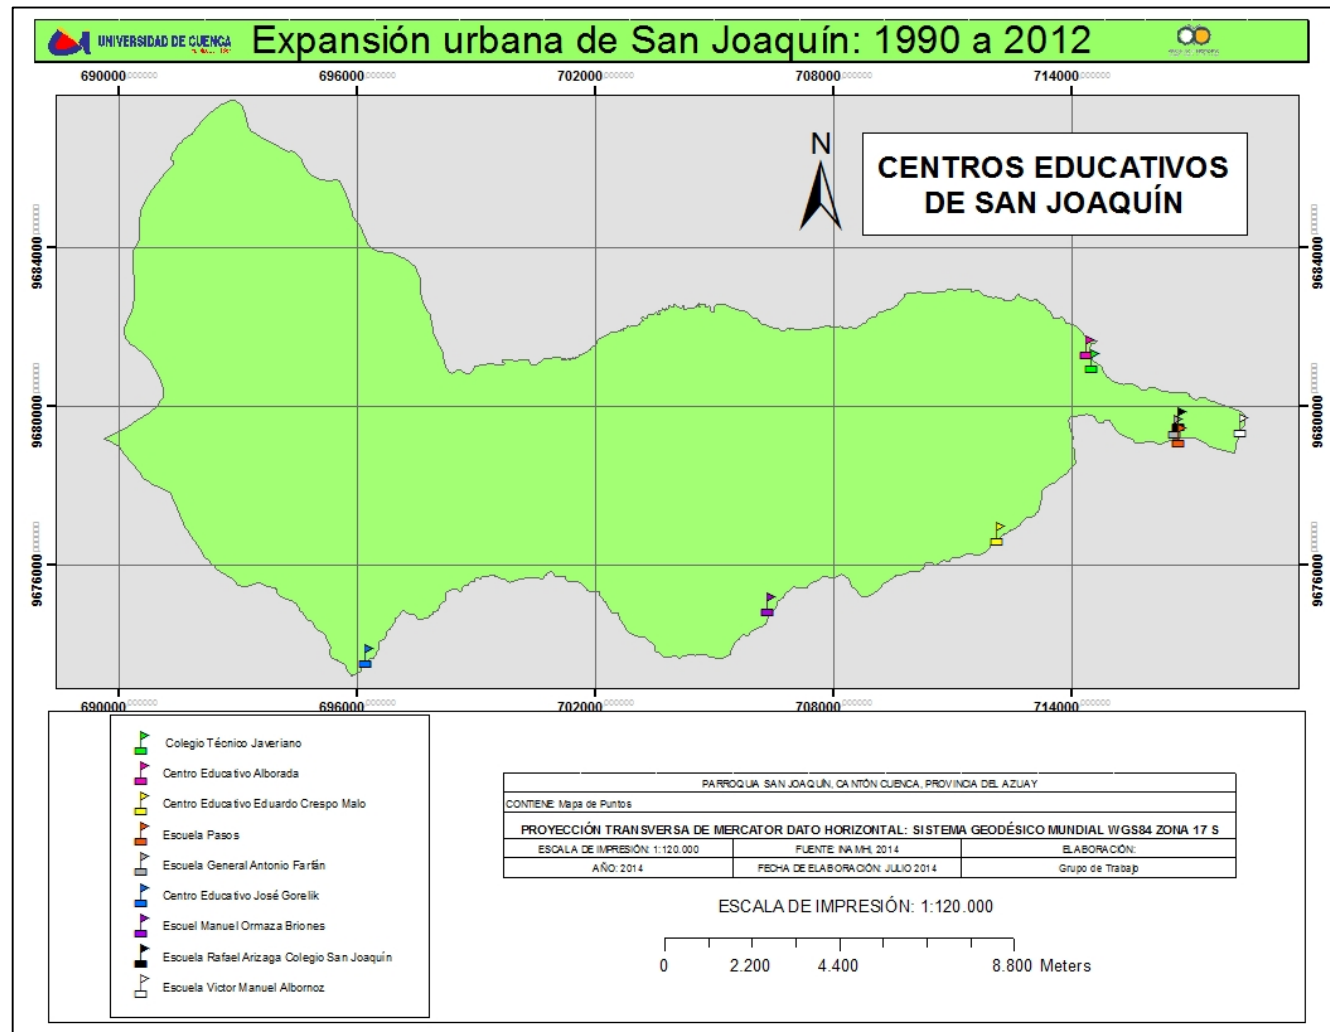 UNIVERSIDAD DE CUENCA
Expansión urbana de San Joaquín: 1990 a 2012
690000 696000 702000 708000 714000
N
CENTROS EDUCATIVOS
DE SAN JOAQUÍN
9684000 9684000
9680000 9680000
9676000 9676000
690000 696000 702000 708000 714000
Colegio Técnico Javeriano
Centro Educativo Alborada
Centro Educativo Eduardo Crespo Malo
Escuela Pasos
Escuela General Antonio Farfán
Centro Educativo José Gorelik
Escuel Manuel Ormaza Briones
Escuela Rafael Arizaga Colegio San Joaquín
Escuela Victor Manuel Albornoz
PARROQUIA SAN JOAQUÍN, CANTÓN CUENCA, PROVINCIA DEL AZUAY
CONTIENE: Mapa de Puntos
PROYECCIÓN TRANSVERSA DE MERCATOR DATO HORIZONTAL: SISTEMA GEODÉSICO MUNDIAL WGS84 ZONA 17 S
ESCALA DE IMPRESIÓN: 1:120.000 FUENTE: INAMHI, 2014 ELABORACIÓN:
AÑO: 2014 FECHA DE ELABORACIÓN: JULIO 2014 Grupo de Trabajo
ESCALA DE IMPRESIÓN: 1:120.000
0 2.200 4.400 8.800 Meters